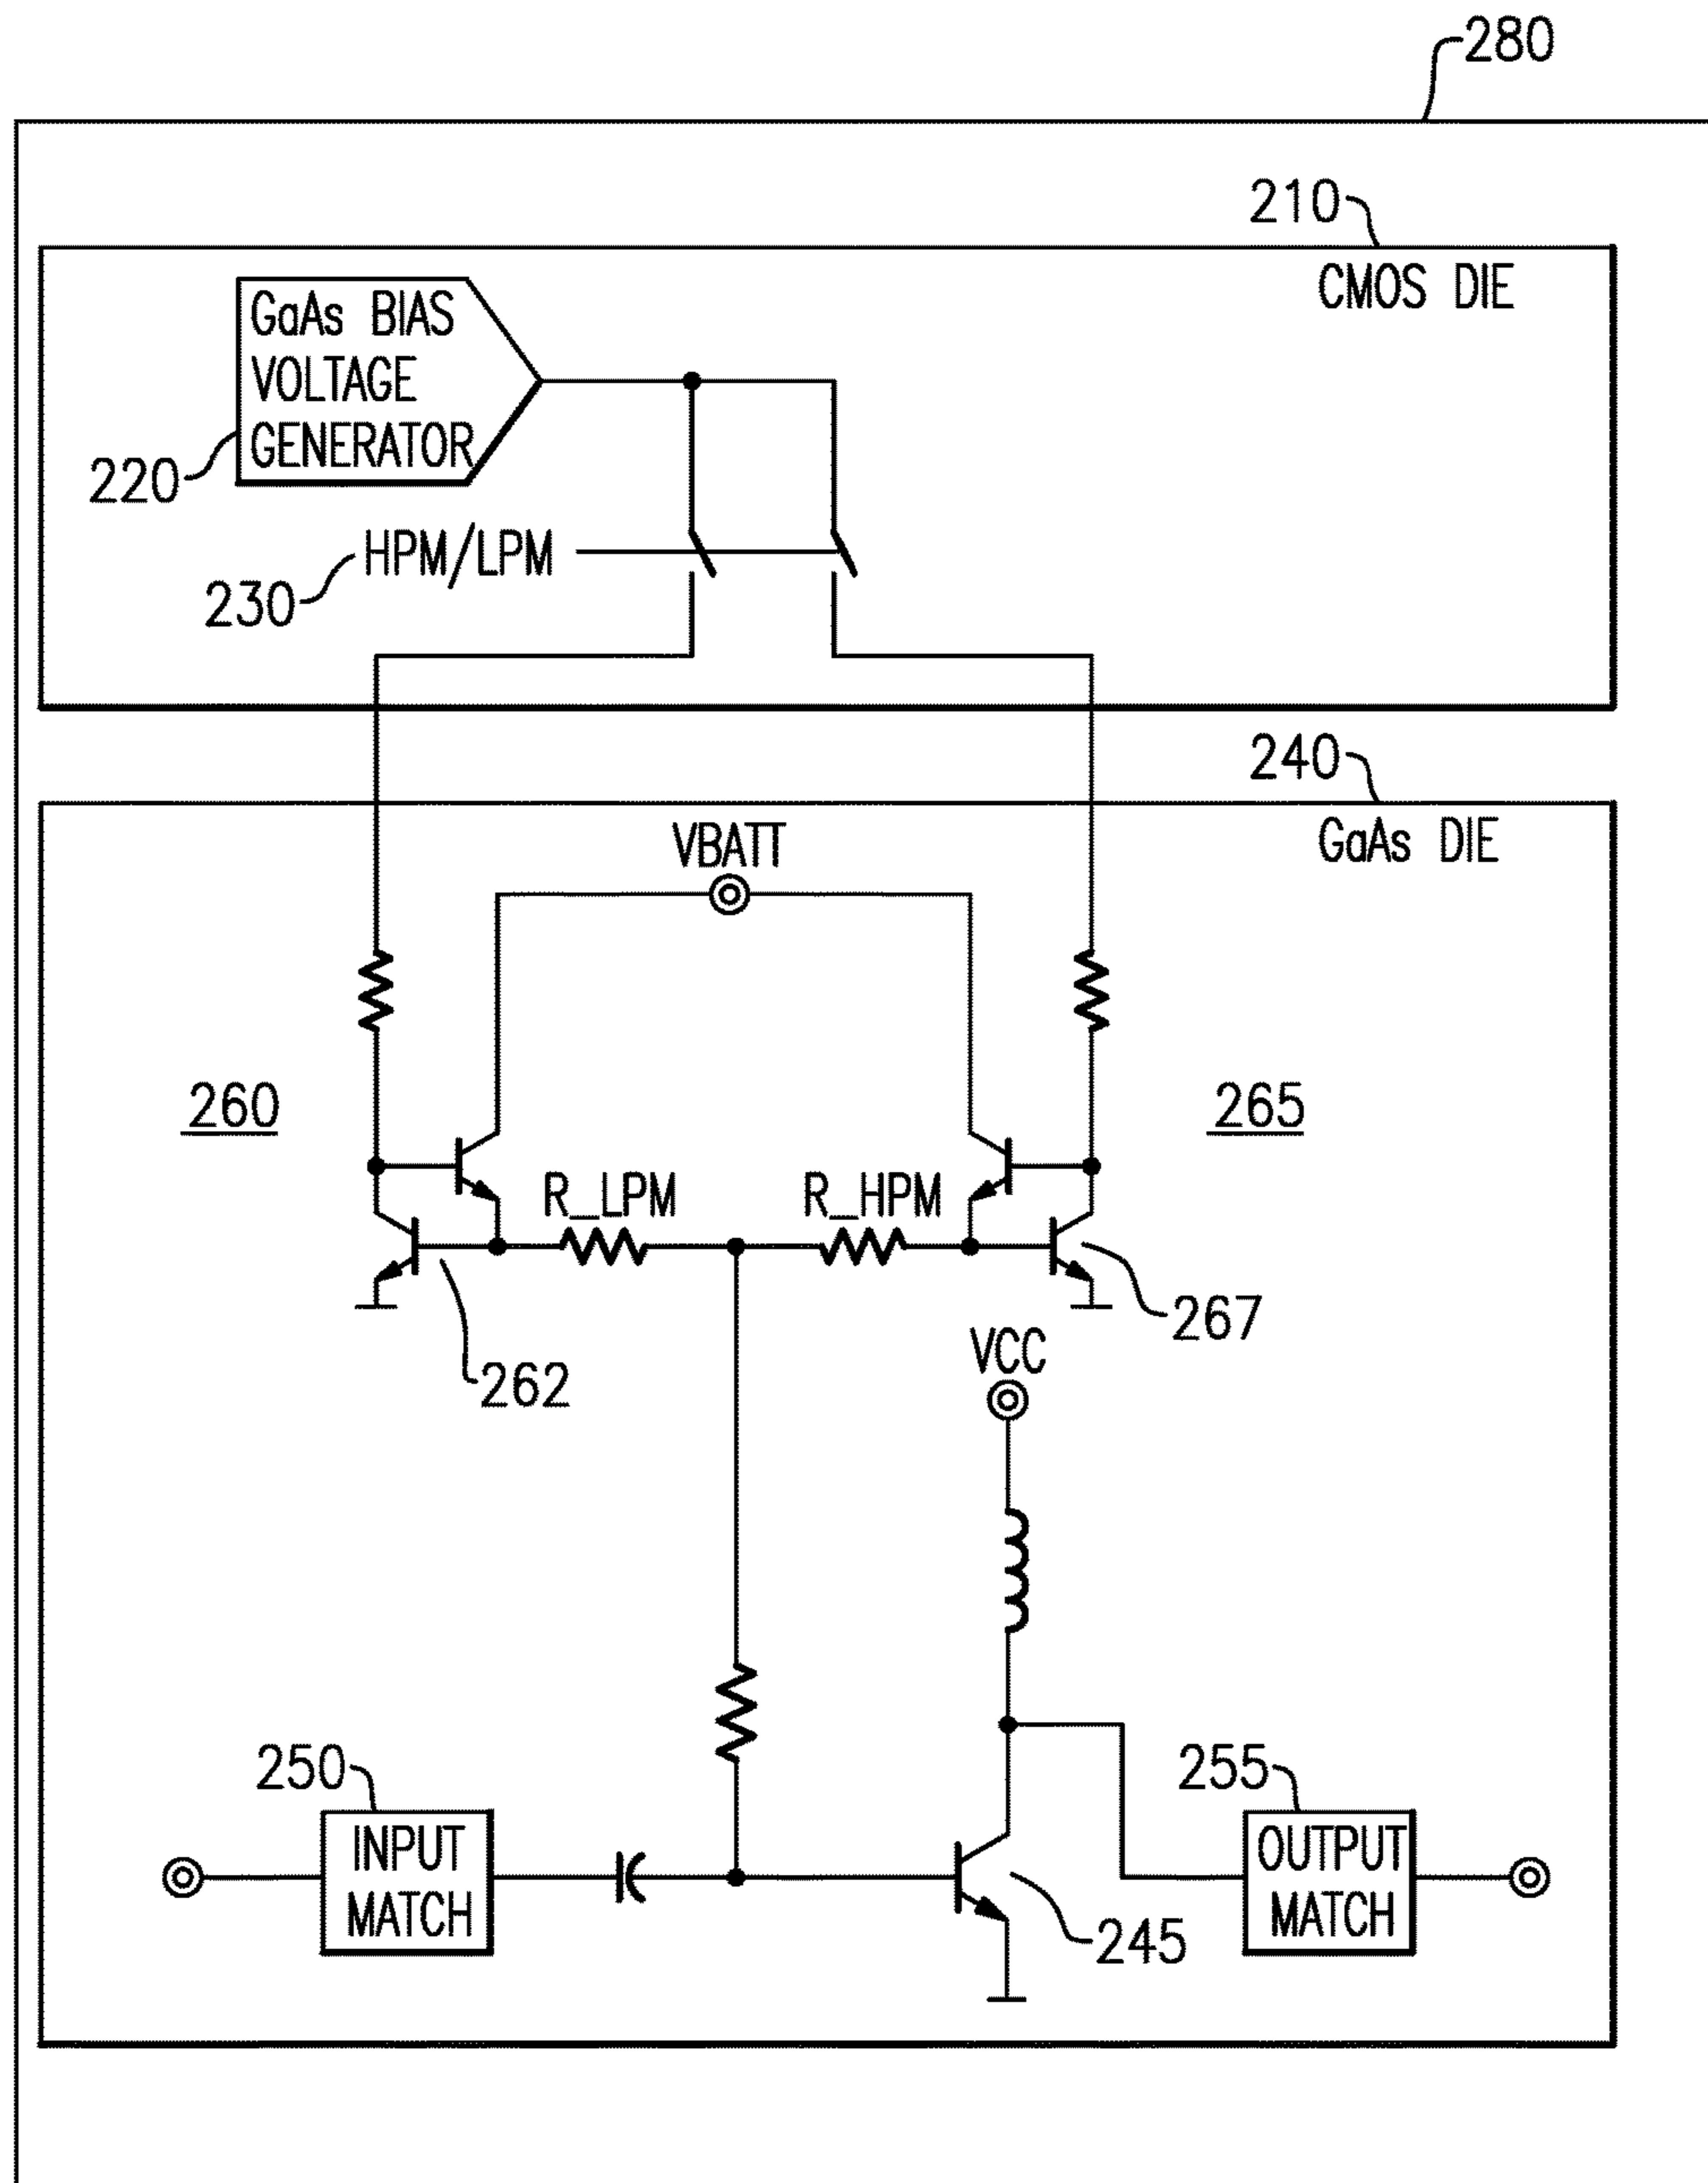 280
210
CMOS DIE
GaAs BIAS
VOLTAGE
GENERATOR
220
HPM/LPM
230
240
GaAs DIE
VBATT
260
265
R_LPM
R_HPM
267
262
VCC
250
255
INPUT
MATCH
OUTPUT
MATCH
245